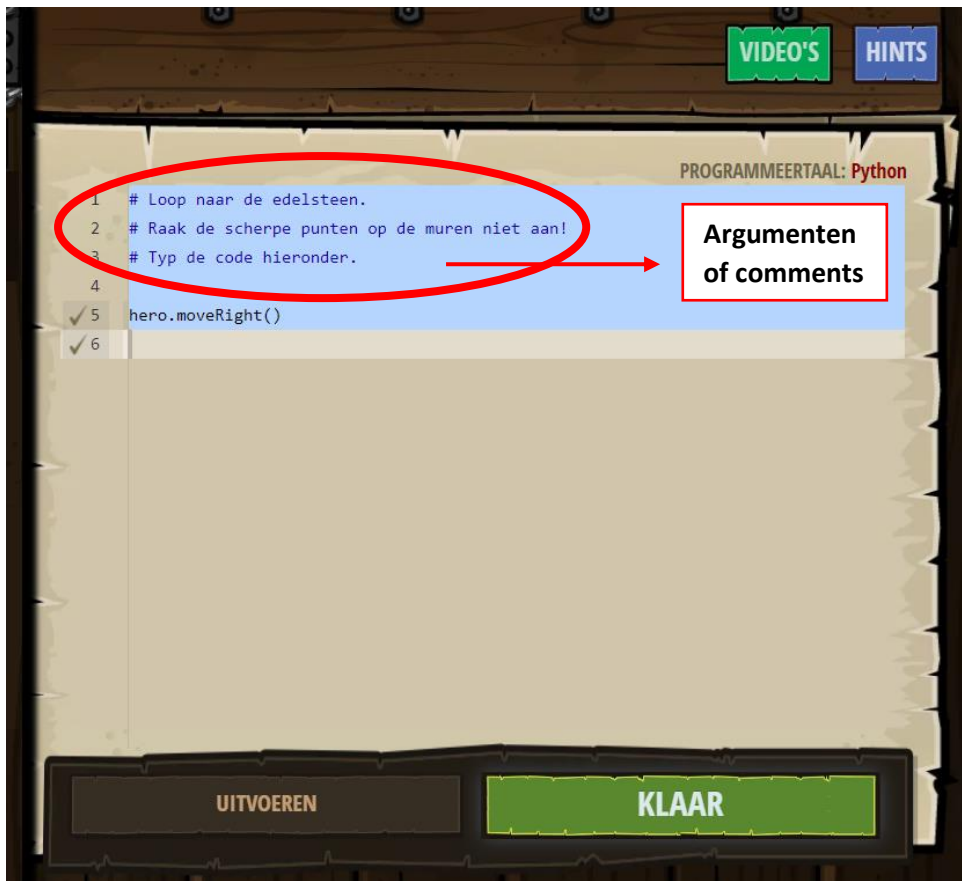 VIDEO'S HINTS
PROGRAMMEERTAAL: Python
1 # Loop naar de edelsteen.
2 # Raak de scherpe punten op de muren niet aan!
3 # Typ de code hieronder.
4
5 hero.moveRight()
6
Argumenten
of comments
UITVOEREN KLAAR